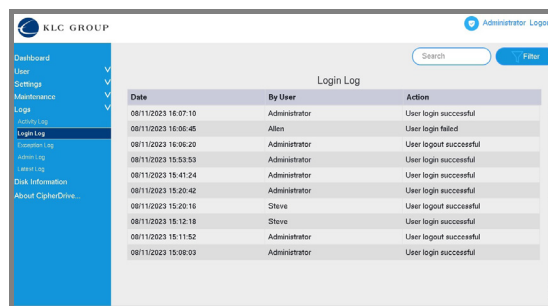 KLC GROUP
Administrator Logou
Dashboard
User
Settings
Maintenance
Logs
Activity Log
Login Log
Exception Log
Admin Log
Latest Log
Disk Information
About CipherDrive...
Search
Filter
Login Log
Date By User Action
08/11/2023 16:07:10 Administrator User login successful
08/11/2023 16:06:45 Allen User login failed
08/11/2023 16:06:20 Administrator User logout successful
08/11/2023 15:53:53 Administrator User login successful
08/11/2023 15:41:24 Administrator User login successful
08/11/2023 15:20:42 Administrator User login successful
08/11/2023 15:20:16 Steve User logout successful
08/11/2023 15:12:18 Steve User login successful
08/11/2023 15:11:52 Administrator User logout successful
08/11/2023 15:08:03 Administrator User login successful